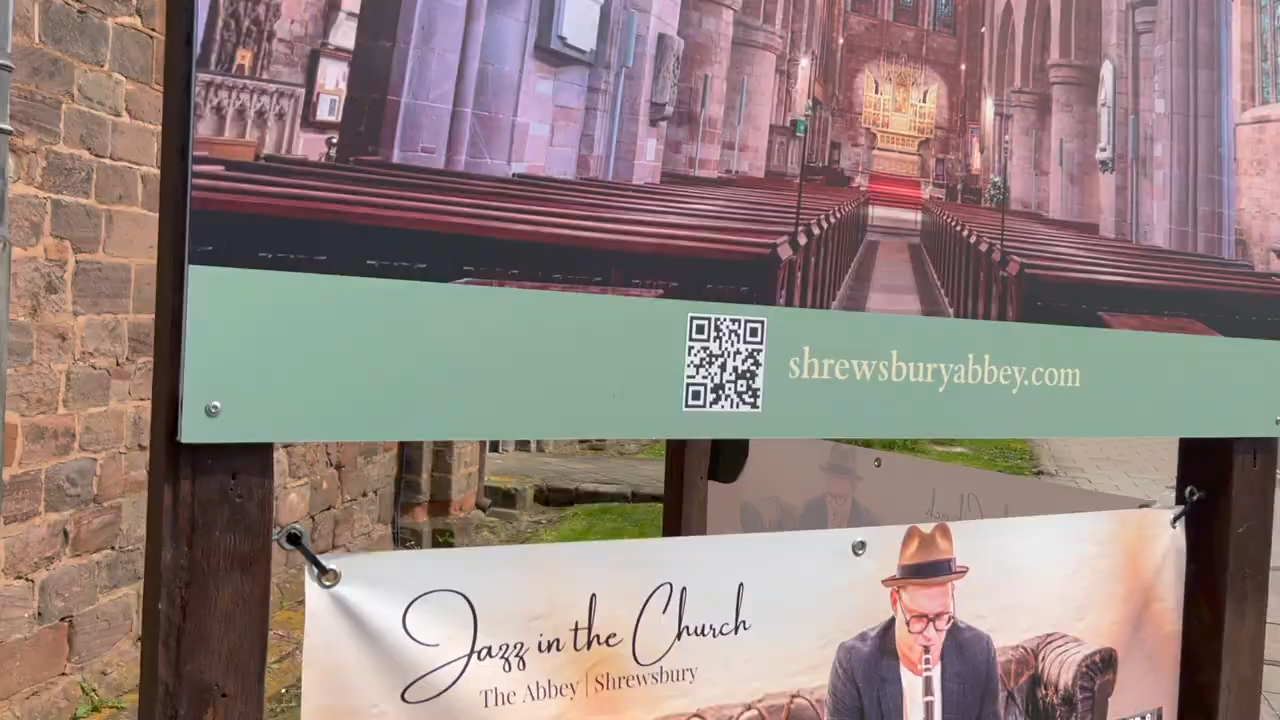 shrewsburyabbey.com
Jazz in the Church
The Abbey | Shrewsbury